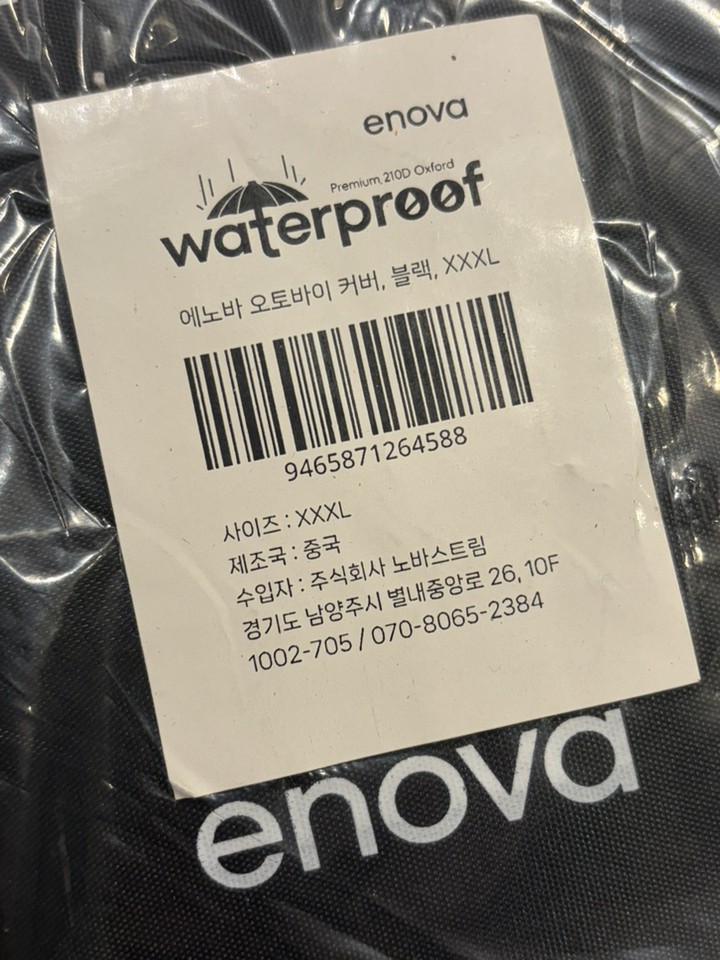 enova
Premium 210D Oxford
waterproof
에노바 오토바이 커버, 블랙, XXXL
9465871264588
사이즈 : XXXL
제조국 : 중국
수입자 : 주식회사 노바스트림
경기도 남양주시 별내중앙로 26, 10F
1002-705 / 070-8065-2384
enova